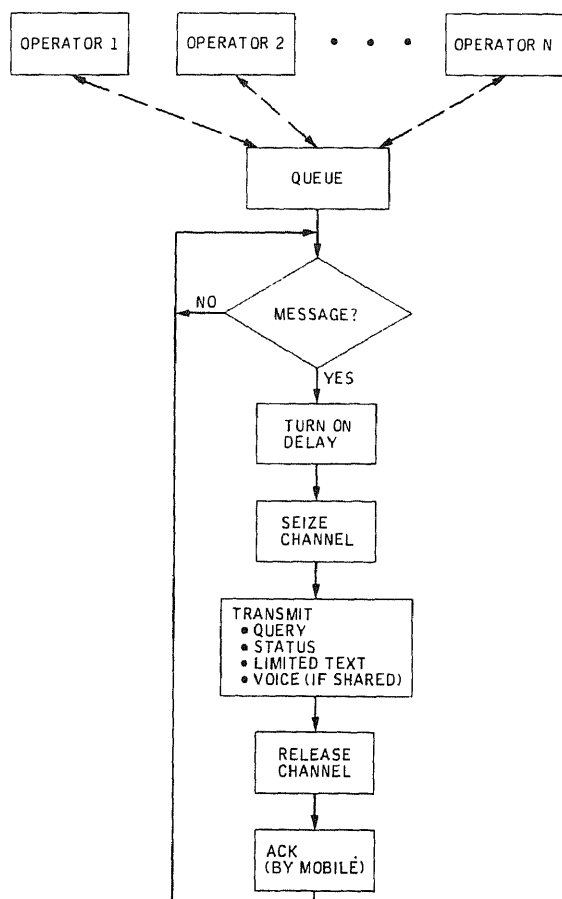 OPERATOR 1
OPERATOR 2
• • •
OPERATOR N
QUEUE
MESSAGE?
NO
YES
TURN ON
DELAY
SEIZE
CHANNEL
TRANSMIT
• QUERY
• STATUS
• LIMITED TEXT
• VOICE (IF SHARED)
RELEASE
CHANNEL
ACK
(BY MOBILE)